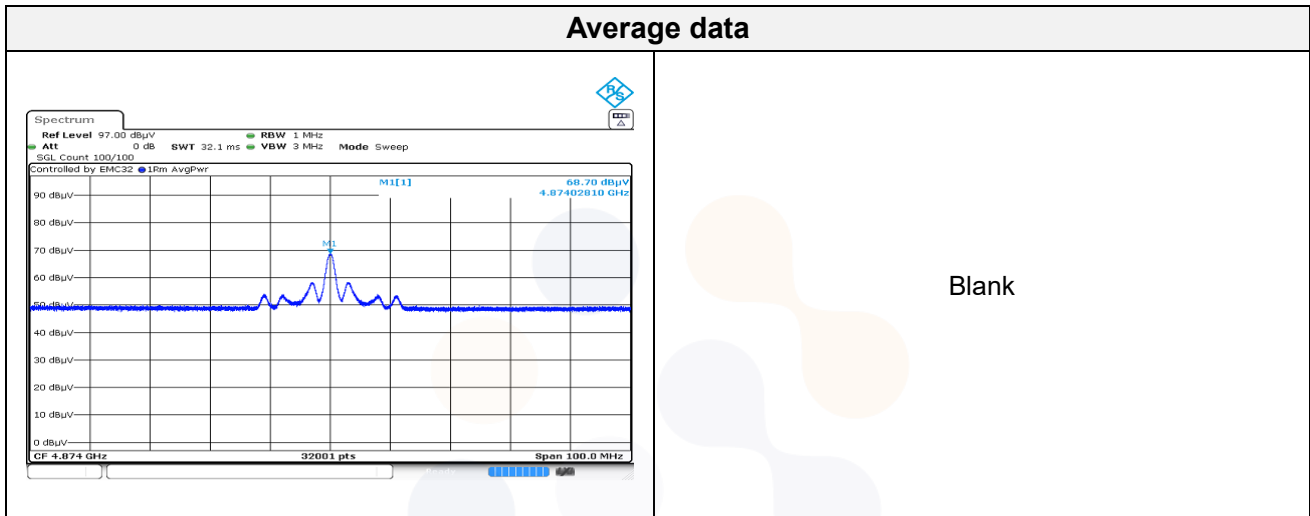 Average data
R&S
Spectrum
Ref Level 97.00 dBµV RBW 1 MHz
Att 0 dB SWT 32.1 ms VBW 3 MHz Mode Sweep
SGL Count 100/100
Controlled by EMC32 1Rm AvgPwr
M1[1] 68.70 dBµV
4.87402810 GHz
90 dBµV
80 dBµV
M1
70 dBµV
60 dBµV
50 dBµV
40 dBµV
30 dBµV
20 dBµV
10 dBµV
0 dBµV
CF 4.874 GHz 32001 pts Span 100.0 MHz
Blank